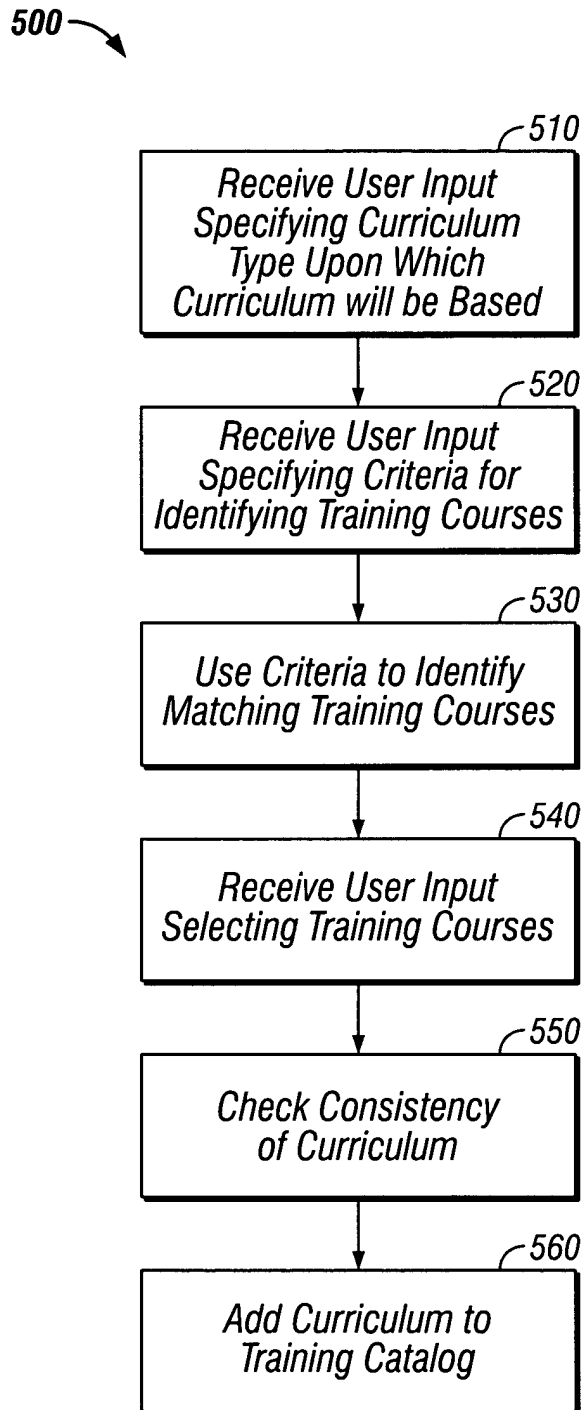 500
510
Receive User Input
Specifying Curriculum
Type Upon Which
Curriculum will be Based
520
Receive User Input
Specifying Criteria for
Identifying Training Courses
530
Use Criteria to Identify
Matching Training Courses
540
Receive User Input
Selecting Training Courses
550
Check Consistency
of Curriculum
560
Add Curriculum to
Training Catalog